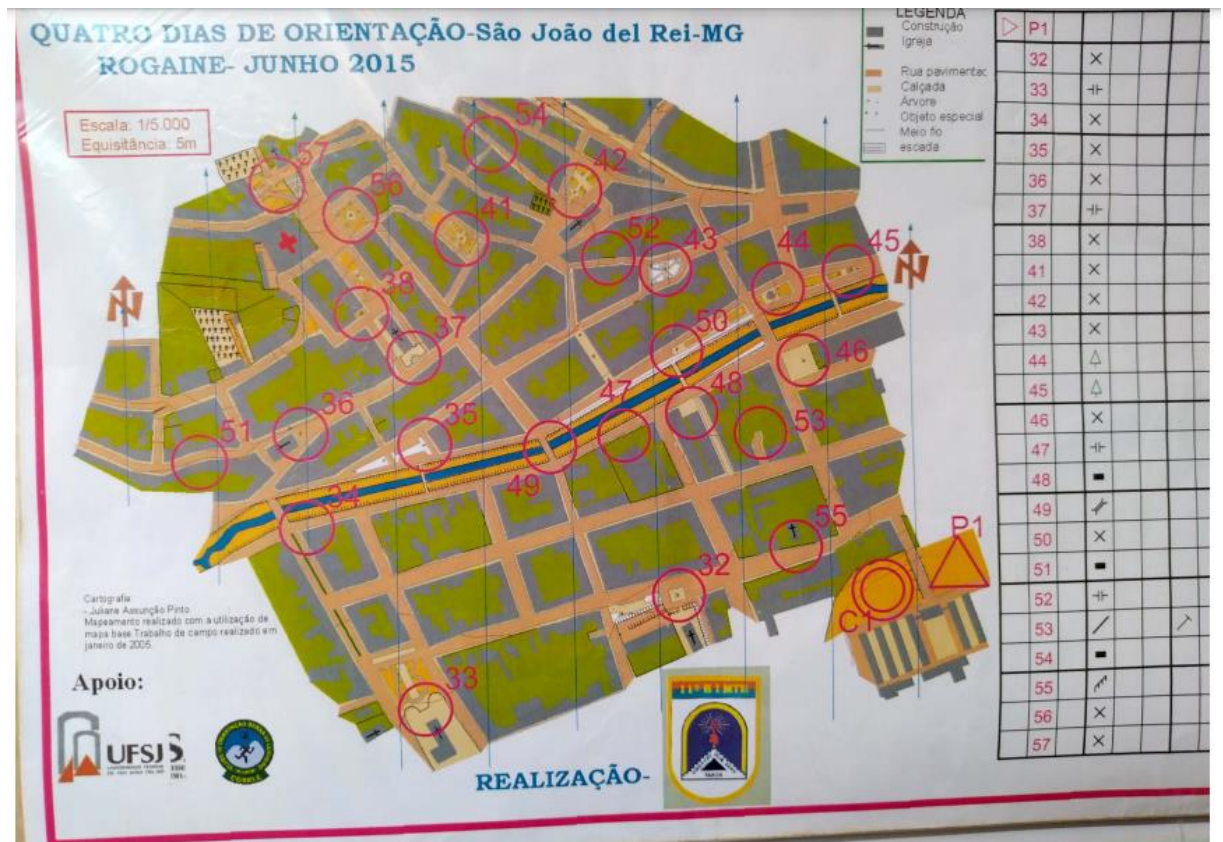 QUATRO DIAS DE ORIENTAÇÃO-São João del Rei-MG
ROGAINE- JUNHO 2015
Escala: 1/5.000
Equisitância: 5m
LEGENDA
Construção
Igreja
Rua pavimentac
Calçada
Árvore
Objeto especial
Meio fio
escada
P1
32
33
34
35
36
37
38
41
42
43
44
45
46
47
48
49
50
51
52
53
54
55
56
57
54
57
42
56
41
52
43
44
45
38
N
N
37
50
46
47
48
36
35
53
51
49
34
55
P1
32
C1
33
Cartografia
- Juliane Assunção Pinto
Mapeamento realizado com a utilização de
mapa base Trabalho de campo realizado em
janeiro de 2005
Apoio:
UFSJ
REALIZAÇÃO-